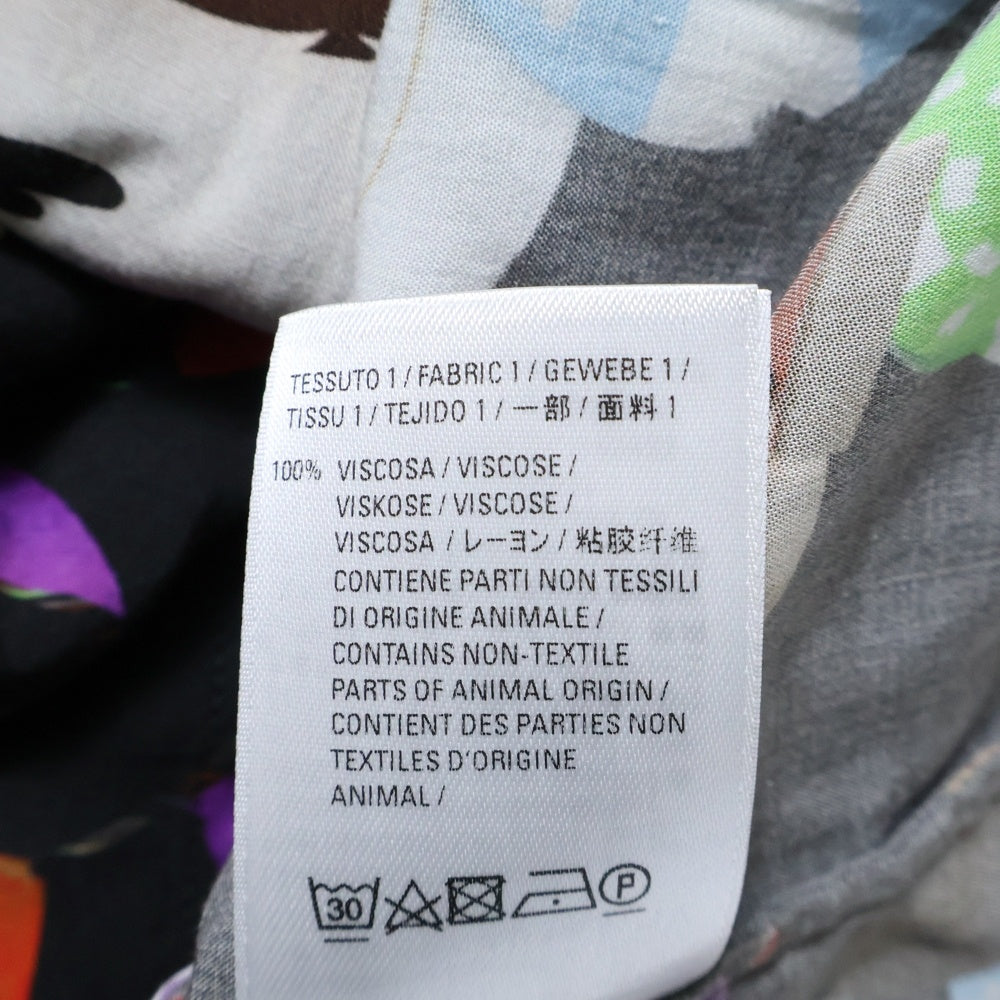 TESSUTO 1 / FABRIC 1 / GEWEBE 1 /
TISSU 1 / TEJIDO 1 / 一部 / 面料 1
100% VISCOSA / VISCOSE /
VISKOSE / VISCOSE /
VISCOSA / レーヨン / 粘胶纤维
CONTIENE PARTI NON TESSILI
DI ORIGINE ANIMALE /
CONTAINS NON-TEXTILE
PARTS OF ANIMAL ORIGIN /
CONTIENT DES PARTIES NON
TEXTILES D'ORIGINE
ANIMAL /
30 P